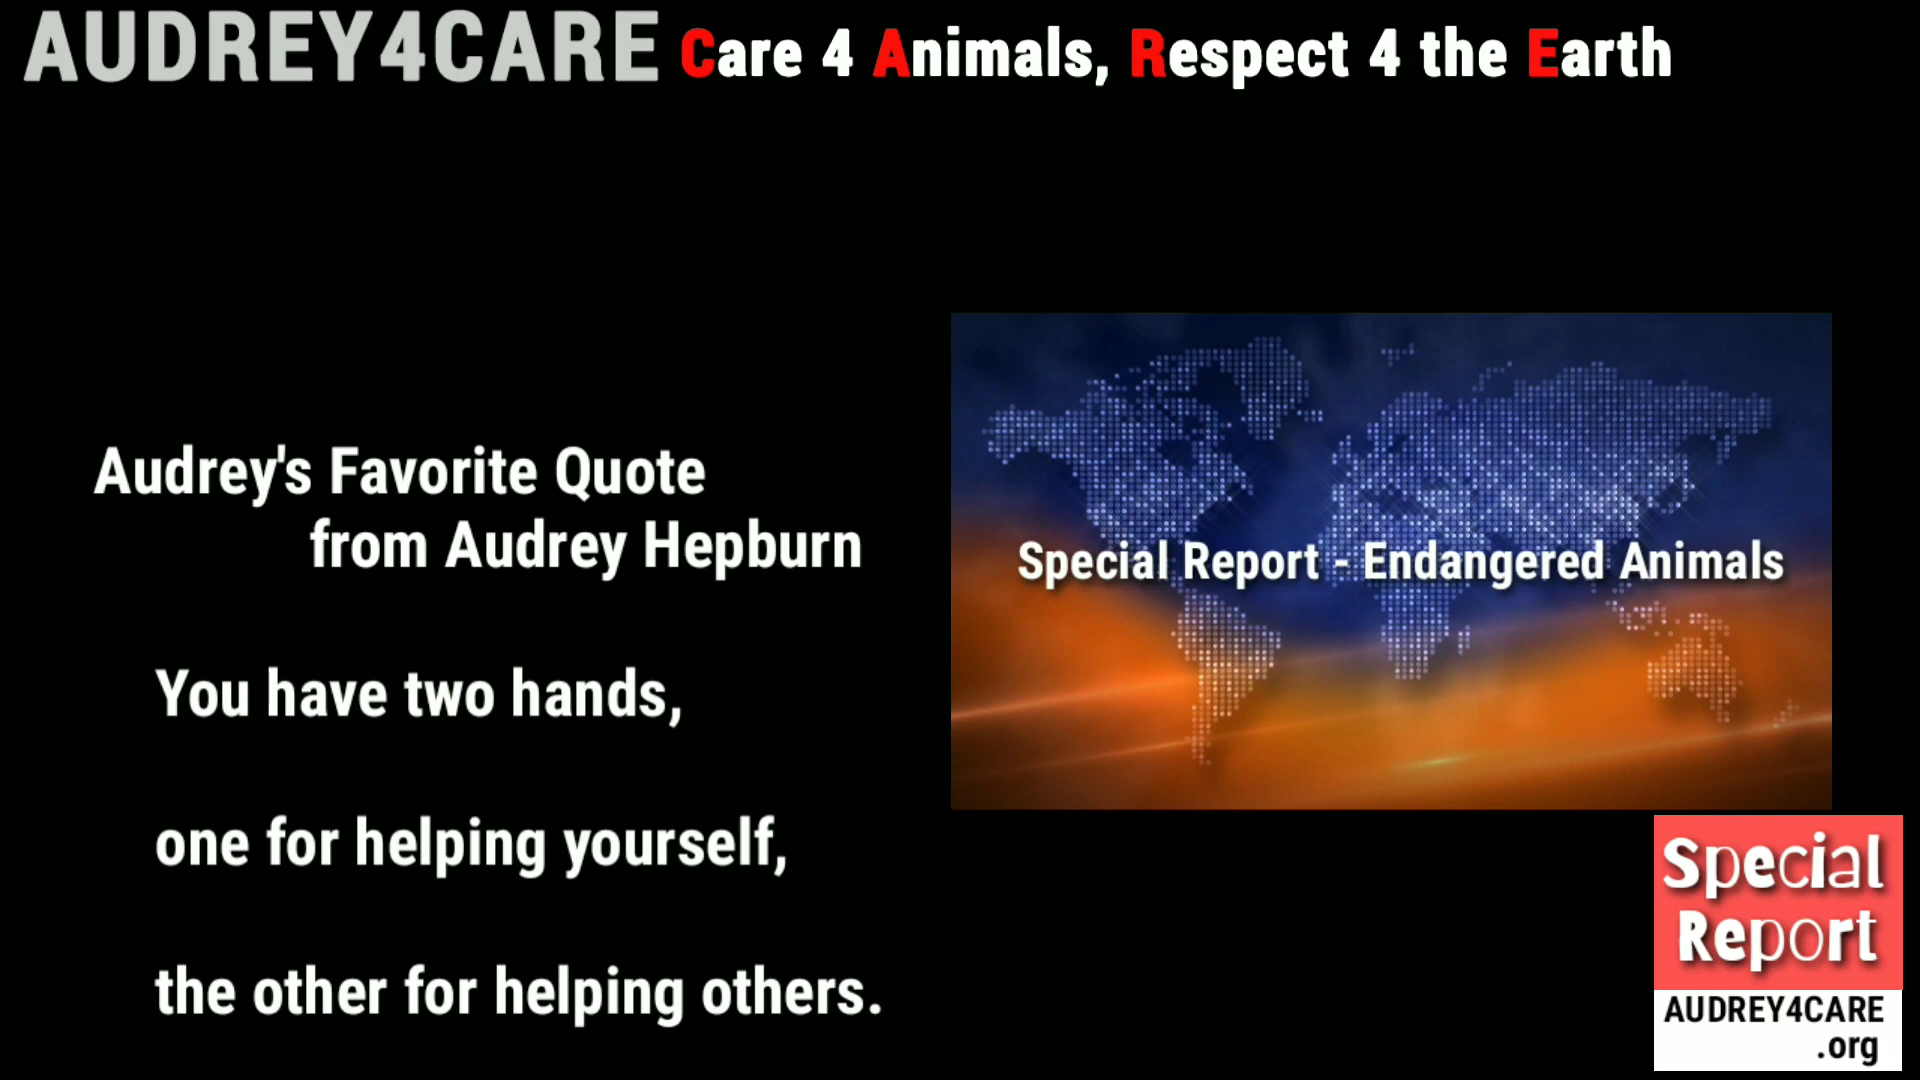 AUDREY4CARE Care 4 Animals, Respect 4 the Earth
Audrey's Favorite Quote
from Audrey Hepburn
You have two hands,
one for helping yourself,
the other for helping others.
Special Report - Endangered Animals
Special
Report
AUDREY4CARE
.org